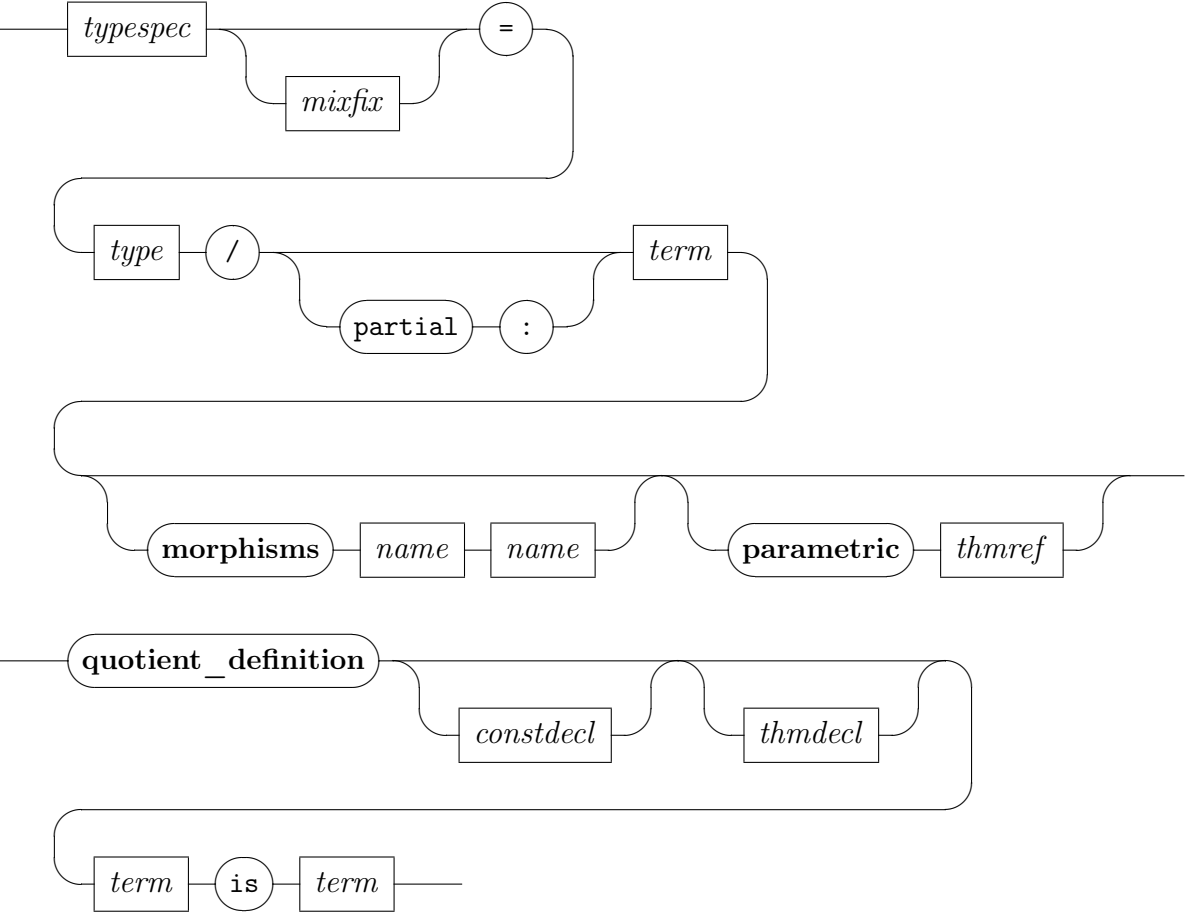 typespec =
mixfix
type / term
partial :
morphisms name name parametric thmref
quotient_definition
constdecl thmdecl
term is term